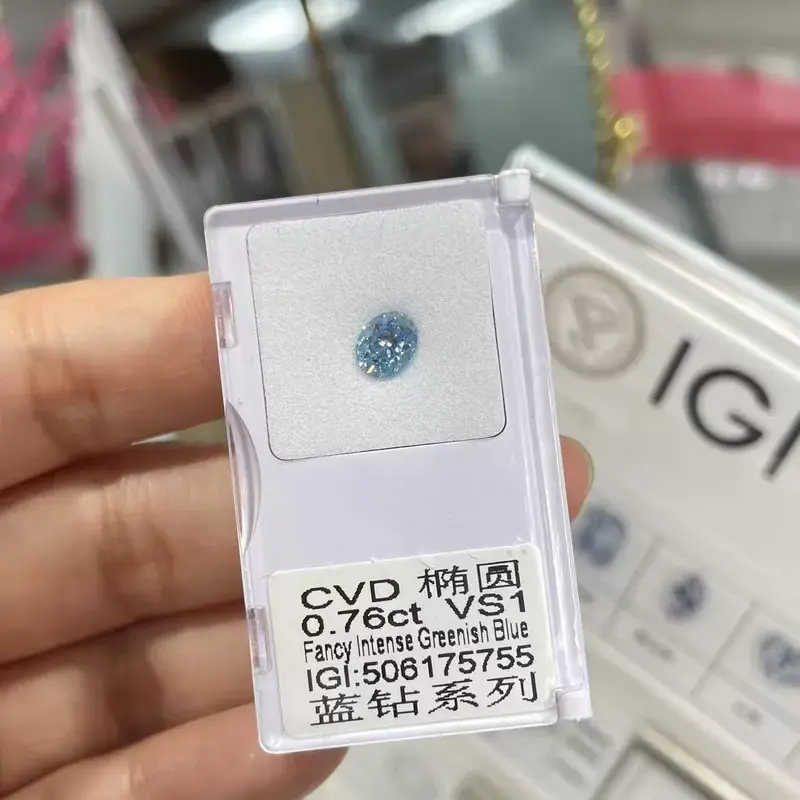 CVD 椭圆
0.76ct VS1
Fancy Intense Greenish Blue
IGI:506175755
蓝钻系列
IGI